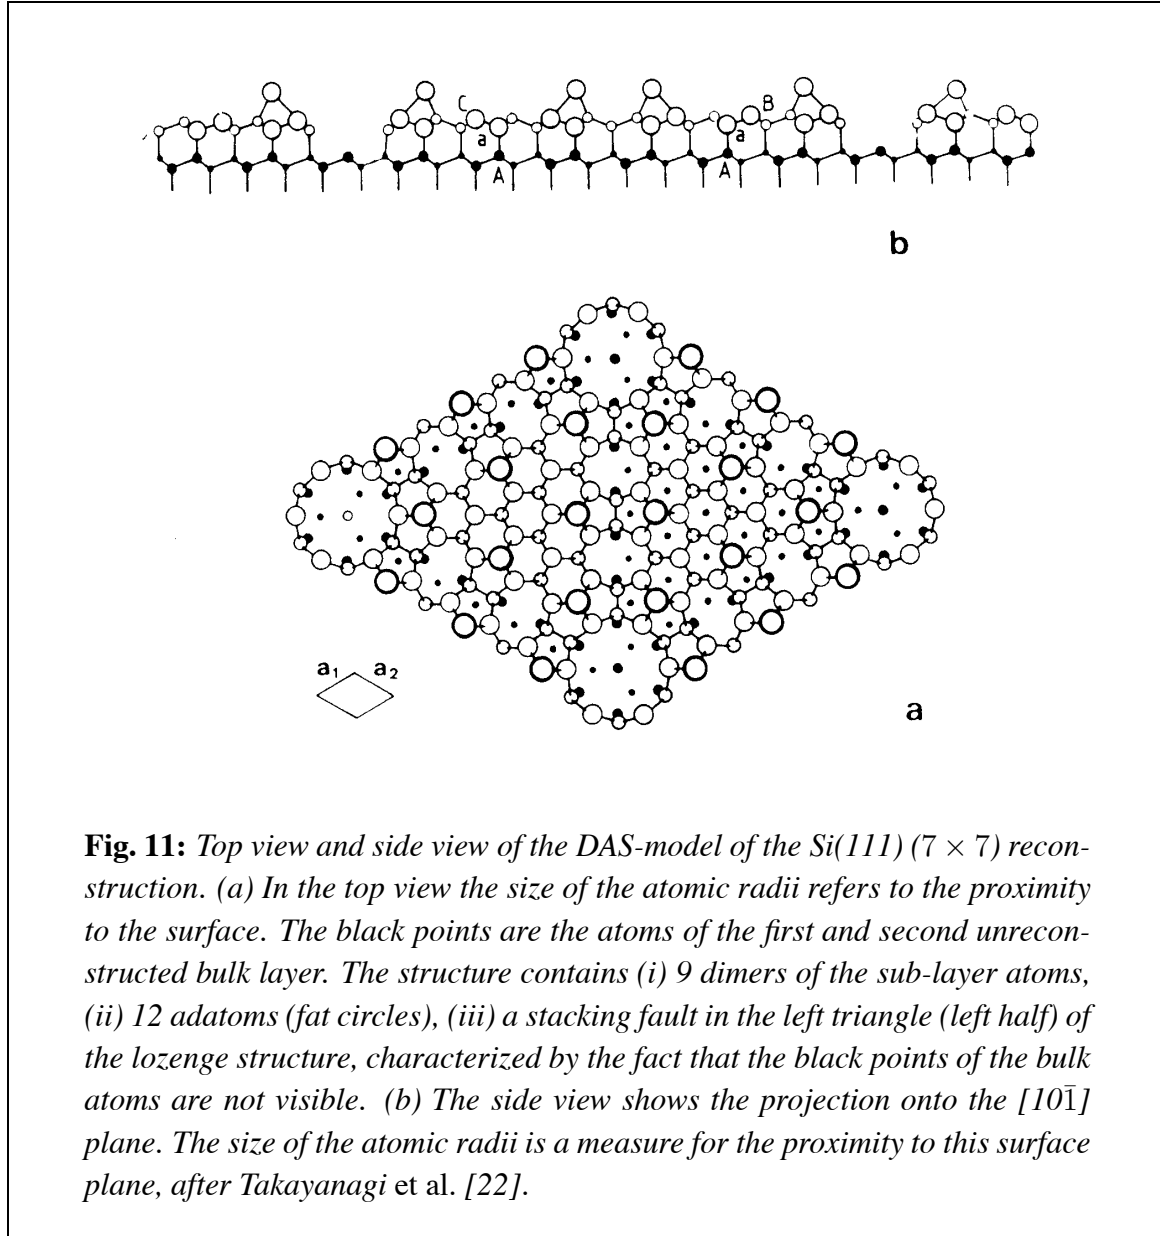 C
B
a
a
A
A
b
a₁ a₂
a
Fig. 11: Top view and side view of the DAS-model of the Si(111) (7 × 7) recon-
struction. (a) In the top view the size of the atomic radii refers to the proximity
to the surface. The black points are the atoms of the first and second unrecon-
structed bulk layer. The structure contains (i) 9 dimers of the sub-layer atoms,
(ii) 12 adatoms (fat circles), (iii) a stacking fault in the left triangle (left half) of
the lozenge structure, characterized by the fact that the black points of the bulk
atoms are not visible. (b) The side view shows the projection onto the [101̄]
plane. The size of the atomic radii is a measure for the proximity to this surface
plane, after Takayanagi et al. [22].